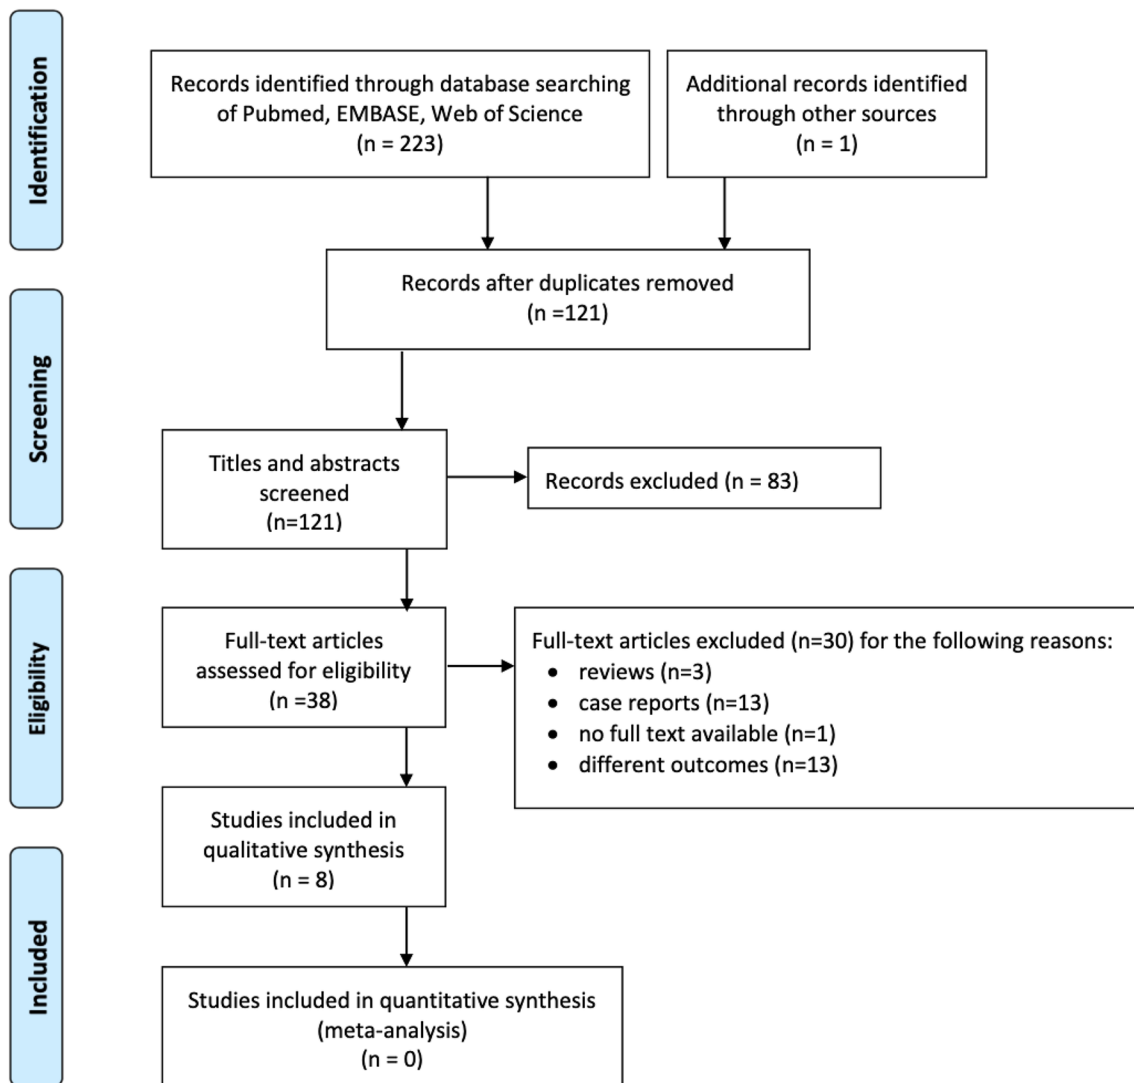 Identification
Records identified through database searching
of Pubmed, EMBASE, Web of Science
(n = 223)
Additional records identified
through other sources
(n = 1)
Records after duplicates removed
(n =121)
Screening
Titles and abstracts
screened
(n=121)
Records excluded (n = 83)
Eligibility
Full-text articles
assessed for eligibility
(n =38)
Full-text articles excluded (n=30) for the following reasons:
• reviews (n=3)
• case reports (n=13)
• no full text available (n=1)
• different outcomes (n=13)
Studies included in
qualitative synthesis
(n = 8)
Included
Studies included in quantitative synthesis
(meta-analysis)
(n = 0)